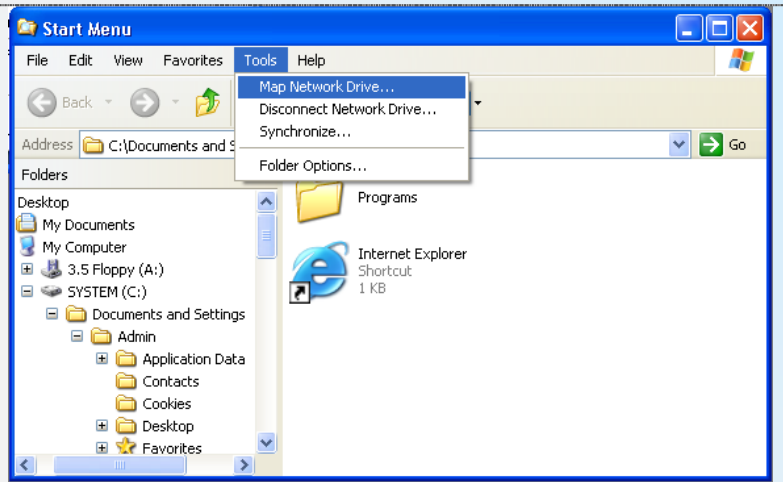 Start Menu
File Edit View Favorites Tools Help
Map Network Drive...
Back
Disconnect Network Drive...
Synchronize...
Address C:\Documents and Go
Folder Options...
Folders
Desktop
My Documents
My Computer
3.5 Floppy (A:)
SYSTEM (C:)
Documents and Settings
Admin
Application Data
Contacts
Cookies
Desktop
Favorites
Programs
Internet Explorer
Shortcut
1 KB